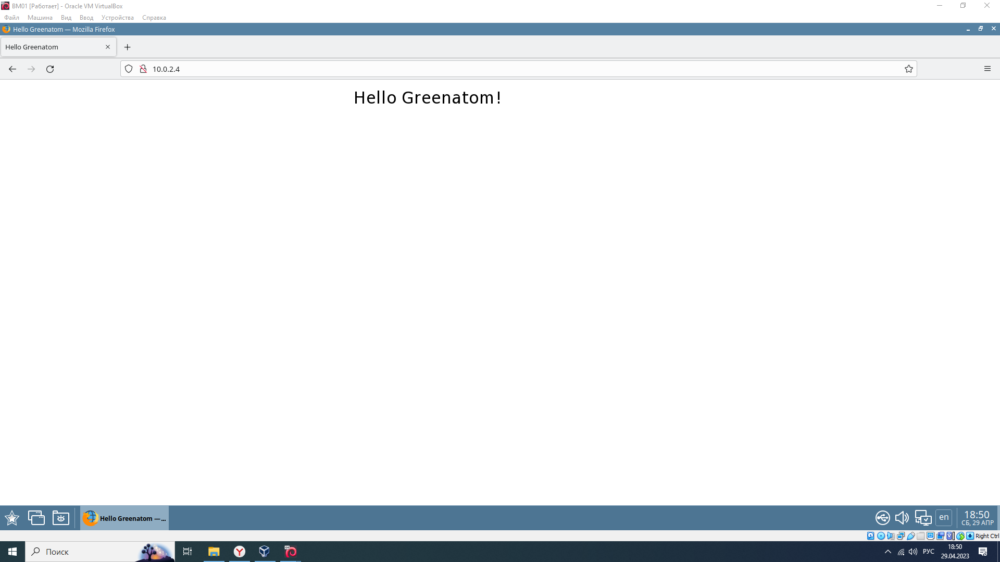 BM01 [Работает] - Oracle VM VirtualBox
Файл Машина Вид Ввод Устройства Справка
Hello Greenatom — Mozilla Firefox
Hello Greenatom
10.0.2.4
Hello Greenatom!
Hello Greenatom —...
en
18:50
СБ, 29 АПР
Right Ctrl
Поиск
РУС
18:50
29.04.2023